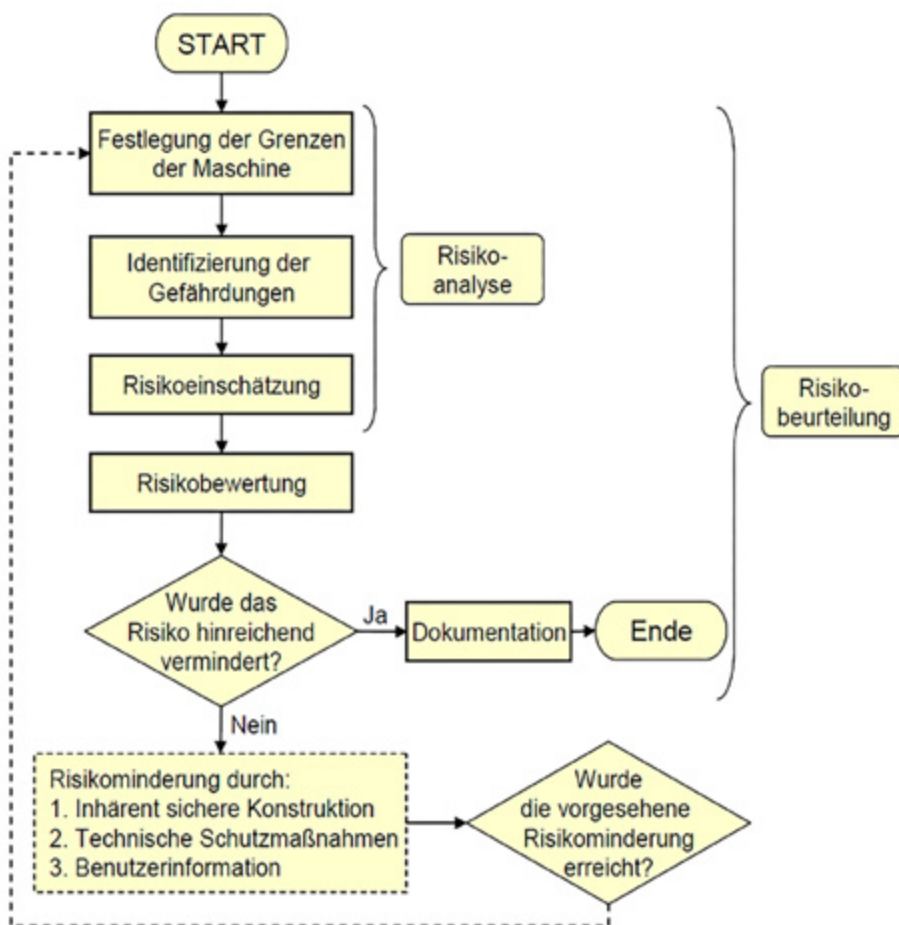 START
Festlegung der Grenzen
der Maschine
Identifizierung der
Gefährdungen
Risiko-
analyse
Risikoeinschätzung
Risiko-
beurteilung
Risikobewertung
Wurde das
Risiko hinreichend
vermindert?
Ja
Dokumentation
Ende
Nein
Risikominderung durch:
1. Inhärent sichere Konstruktion
2. Technische Schutzmaßnahmen
3. Benutzerinformation
Wurde
die vorgesehene
Risikominderung
erreicht?